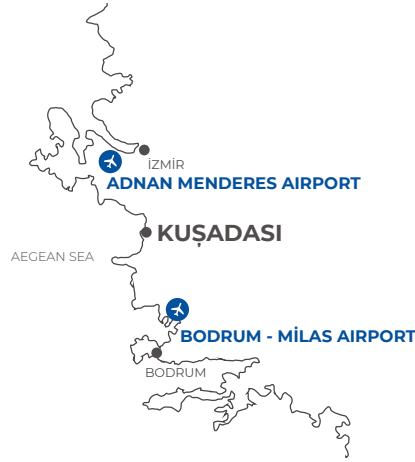 İZMİR
ADNAN MENDERES AIRPORT
KUŞADASI
AEGEAN SEA
BODRUM - MİLAS AIRPORT
BODRUM